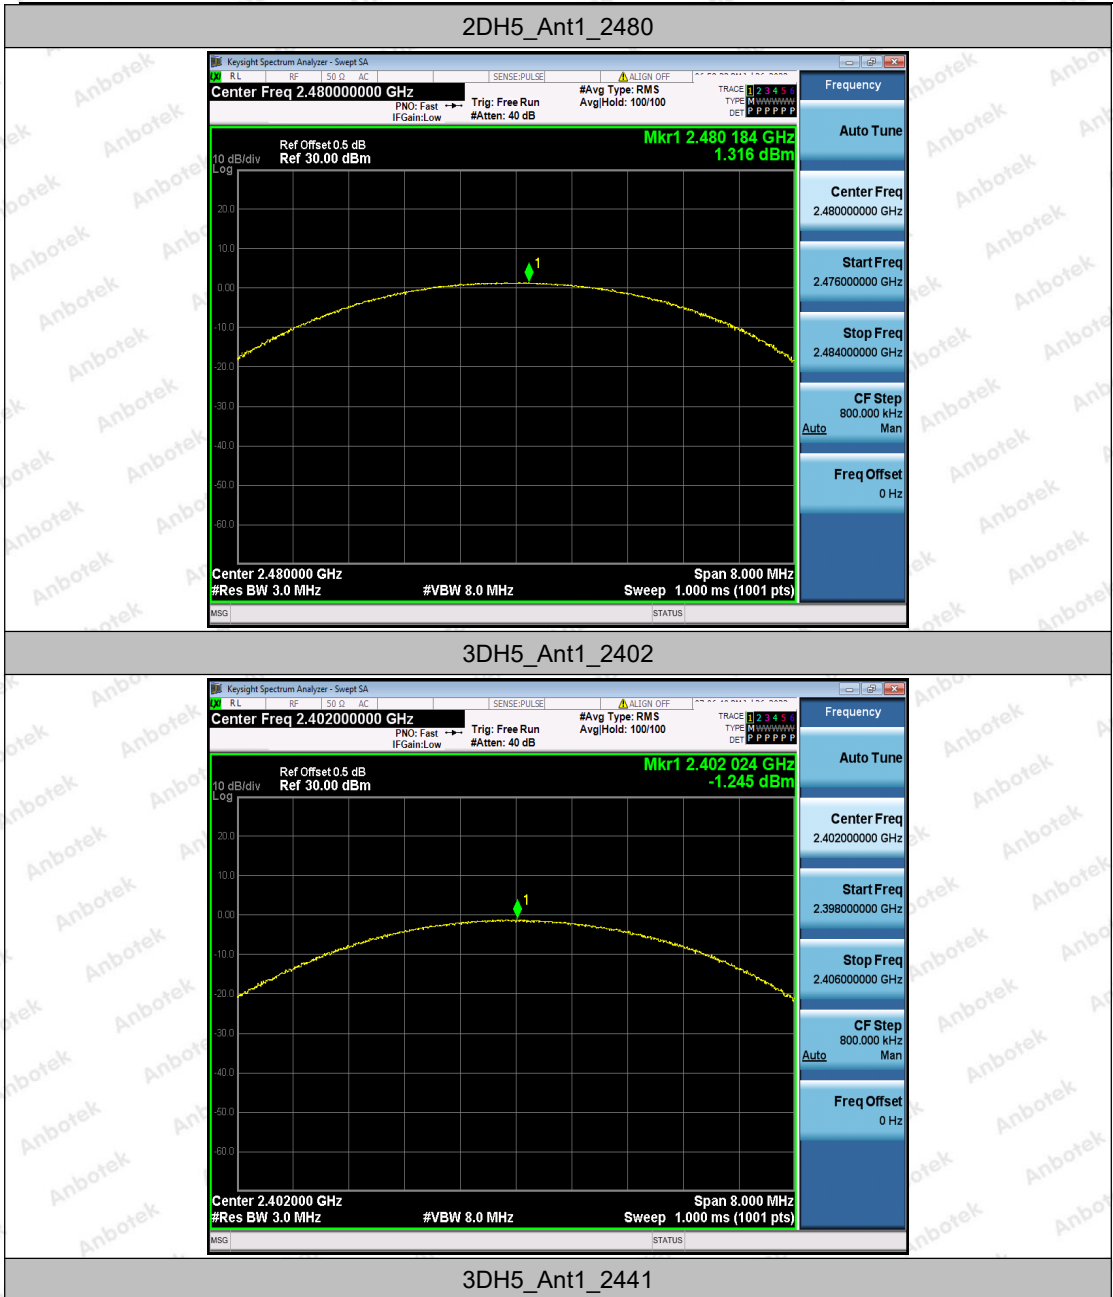 2DH5_Ant1_2480
Keysight Spectrum Analyzer - Swept SA
RL RF 50 Ω AC SENSE:PULSE ALIGN OFF
Center Freq 2.480000000 GHz
PNO: Fast
IFGain:Low
Trig: Free Run
#Atten: 40 dB
#Avg Type: RMS
Avg|Hold: 100/100
TRACE 1 2 3 4 5 6
TYPE M WWWWW
DET P P P P P P
Mkr1 2.480 184 GHz
1.316 dBm
Ref Offset 0.5 dB
10 dB/div Ref 30.00 dBm
Log
20.0
10.0
0.00
-10.0
-20.0
-30.0
-40.0
-50.0
-60.0
1
Center 2.480000 GHz Span 8.000 MHz
#Res BW 3.0 MHz #VBW 8.0 MHz Sweep 1.000 ms (1001 pts)
MSG STATUS
Frequency
Auto Tune
Center Freq
2.480000000 GHz
Start Freq
2.476000000 GHz
Stop Freq
2.484000000 GHz
CF Step
800.000 kHz
Auto Man
Freq Offset
0 Hz
3DH5_Ant1_2402
Keysight Spectrum Analyzer - Swept SA
RL RF 50 Ω AC SENSE:PULSE ALIGN OFF
Center Freq 2.402000000 GHz
PNO: Fast
IFGain:Low
Trig: Free Run
#Atten: 40 dB
#Avg Type: RMS
Avg|Hold: 100/100
TRACE 1 2 3 4 5 6
TYPE M WWWWW
DET P P P P P P
Mkr1 2.402 024 GHz
-1.245 dBm
Ref Offset 0.5 dB
10 dB/div Ref 30.00 dBm
Log
20.0
10.0
0.00
-10.0
-20.0
-30.0
-40.0
-50.0
-60.0
1
Center 2.402000 GHz Span 8.000 MHz
#Res BW 3.0 MHz #VBW 8.0 MHz Sweep 1.000 ms (1001 pts)
MSG STATUS
Frequency
Auto Tune
Center Freq
2.402000000 GHz
Start Freq
2.398000000 GHz
Stop Freq
2.406000000 GHz
CF Step
800.000 kHz
Auto Man
Freq Offset
0 Hz
3DH5_Ant1_2441